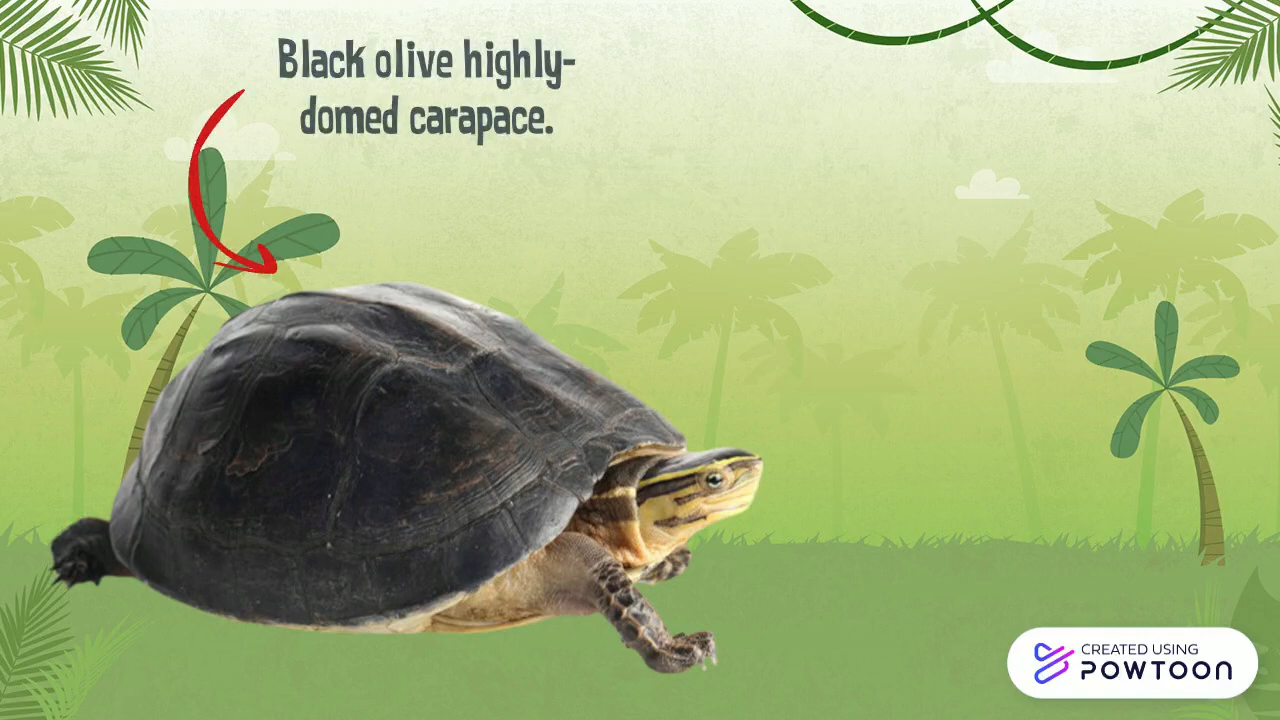 Black olive highly-
domed carapace.
CREATED USING
POWTOON